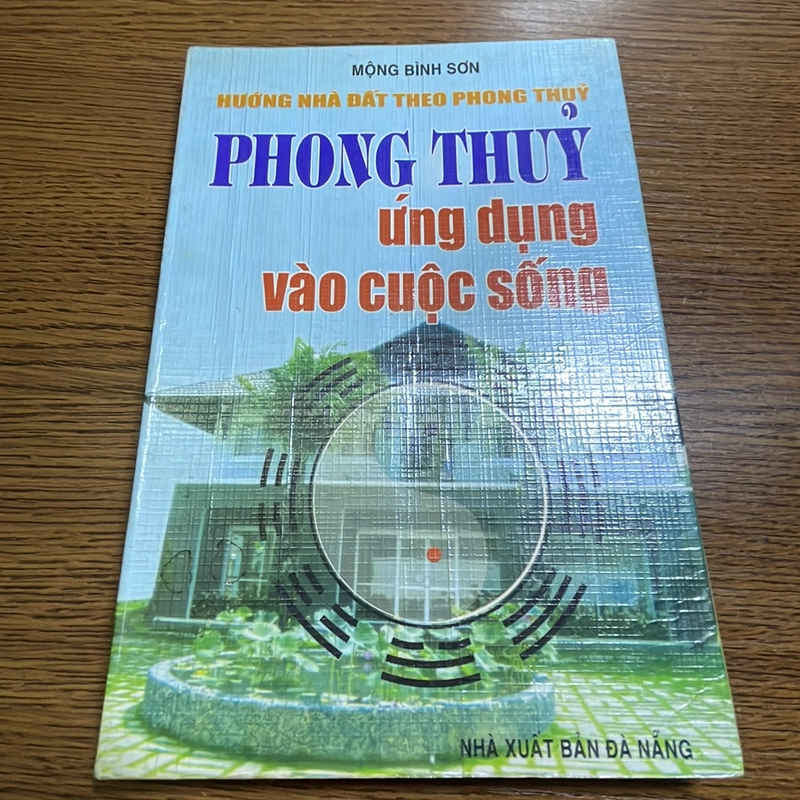 MỘNG BÌNH SƠN
HƯỚNG NHÀ ĐẤT THEO PHONG THUỶ
PHONG THUỶ
ứng dụng
vào cuộc sống
NHÀ XUẤT BẢN ĐÀ NẴNG